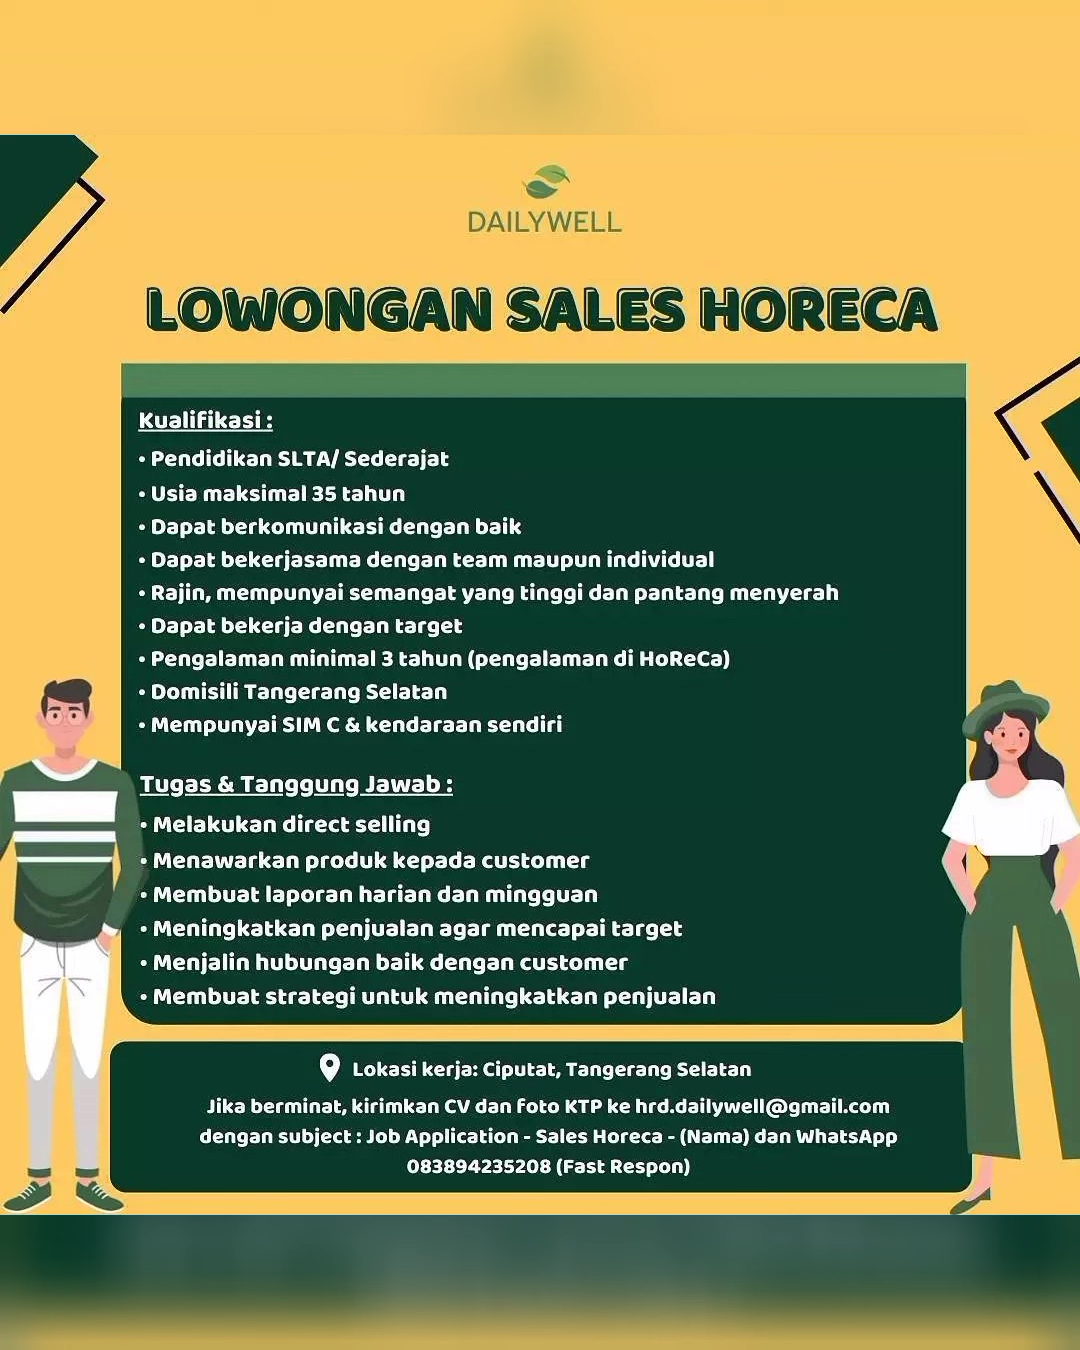 DAILYWELL
LOWONGAN SALES HORECA
Kualifikasi :
• Pendidikan SLTA/ Sederajat
• Usia maksimal 35 tahun
• Dapat berkomunikasi dengan baik
• Dapat bekerjasama dengan team maupun individual
• Rajin, mempunyai semangat yang tinggi dan pantang menyerah
• Dapat bekerja dengan target
• Pengalaman minimal 3 tahun (pengalaman di HoReCa)
• Domisili Tangerang Selatan
• Mempunyai SIM C & kendaraan sendiri
Tugas & Tanggung Jawab :
• Melakukan direct selling
• Menawarkan produk kepada customer
• Membuat laporan harian dan mingguan
• Meningkatkan penjualan agar mencapai target
• Menjalin hubungan baik dengan customer
• Membuat strategi untuk meningkatkan penjualan
Lokasi kerja: Ciputat, Tangerang Selatan
Jika berminat, kirimkan CV dan foto KTP ke hrd.dailywell@gmail.com
dengan subject : Job Application - Sales Horeca - (Nama) dan WhatsApp
083894235208 (Fast Respon)